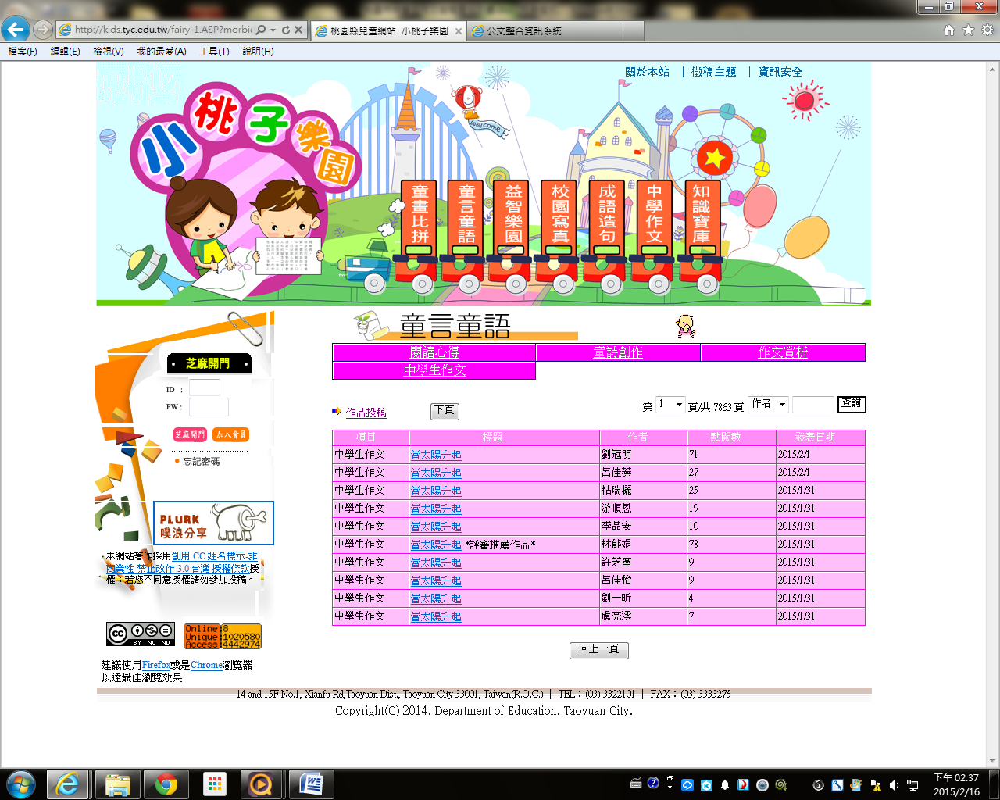 http://kids.tyc.edu.tw/fairy-1.ASP?morbi
桃園縣兒童網站 小桃子樂園
公文整合資訊系統
檔案(F) 編輯(E) 檢視(V) 我的最愛(A) 工具(T) 說明(H)
關於本站 | 徵稿主題 | 資訊安全
小桃子樂園
welcome
童畫比拼
童言童語
益智樂園
校園寫真
成語造句
中學作文
知識寶庫
芝麻開門
ID :
PW :
芝麻開門 加入會員
忘記密碼
PLURK
噗浪分享
本網站著作採用創用 CC 姓名標示-非
商業性-禁止改作 3.0 台灣 授權條款授
權；若您不同意授權請勿參加投稿。
cc BY NC ND
Online:8
Unique:1020580
Access:4442974
建議使用Firefox或是Chrome瀏覽器
以達最佳瀏覽效果
童言童語
閱讀心得 童詩創作 作文賞析
中學生作文
作品投稿 下頁 第 1 頁/共 7863 頁 作者 查詢
項目 標題 作者 點閱數 發表日期
中學生作文 當太陽升起 劉冠明 71 2015/2/1
中學生作文 當太陽升起 呂佳蓁 27 2015/2/1
中學生作文 當太陽升起 粘瑞欐 25 2015/1/31
中學生作文 當太陽升起 游順恩 19 2015/1/31
中學生作文 當太陽升起 李品安 10 2015/1/31
中學生作文 當太陽升起 *評審推薦作品* 林郁娟 78 2015/1/31
中學生作文 當太陽升起 許芝寧 9 2015/1/31
中學生作文 當太陽升起 呂佳怡 9 2015/1/31
中學生作文 當太陽升起 劉一昕 4 2015/1/31
中學生作文 當太陽升起 盧亮澐 7 2015/1/31
回上一頁
14 and 15F No.1, Xianfu Rd,Taoyuan Dist., Taoyuan City 33001, Taiwan(R.O.C.) | TEL：(03) 3322101 | FAX：(03) 3333275
Copyright(C) 2014. Department of Education, Taoyuan City.
下午 02:37
2015/2/16